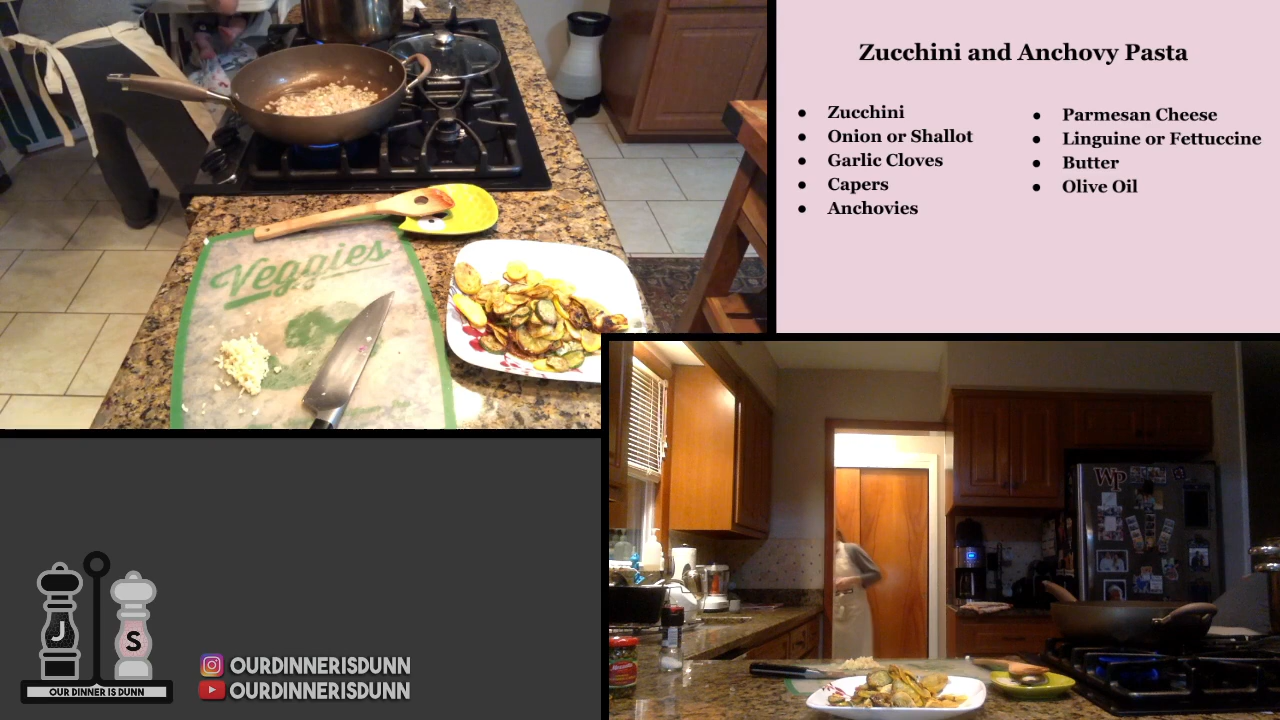 Zucchini and Anchovy Pasta
● Zucchini
● Onion or Shallot
● Garlic Cloves
● Capers
● Anchovies
● Parmesan Cheese
● Linguine or Fettuccine
● Butter
● Olive Oil
Veggies
WP
J
S
OUR DINNER IS DUNN
OURDINNERISDUNN
OURDINNERISDUNN